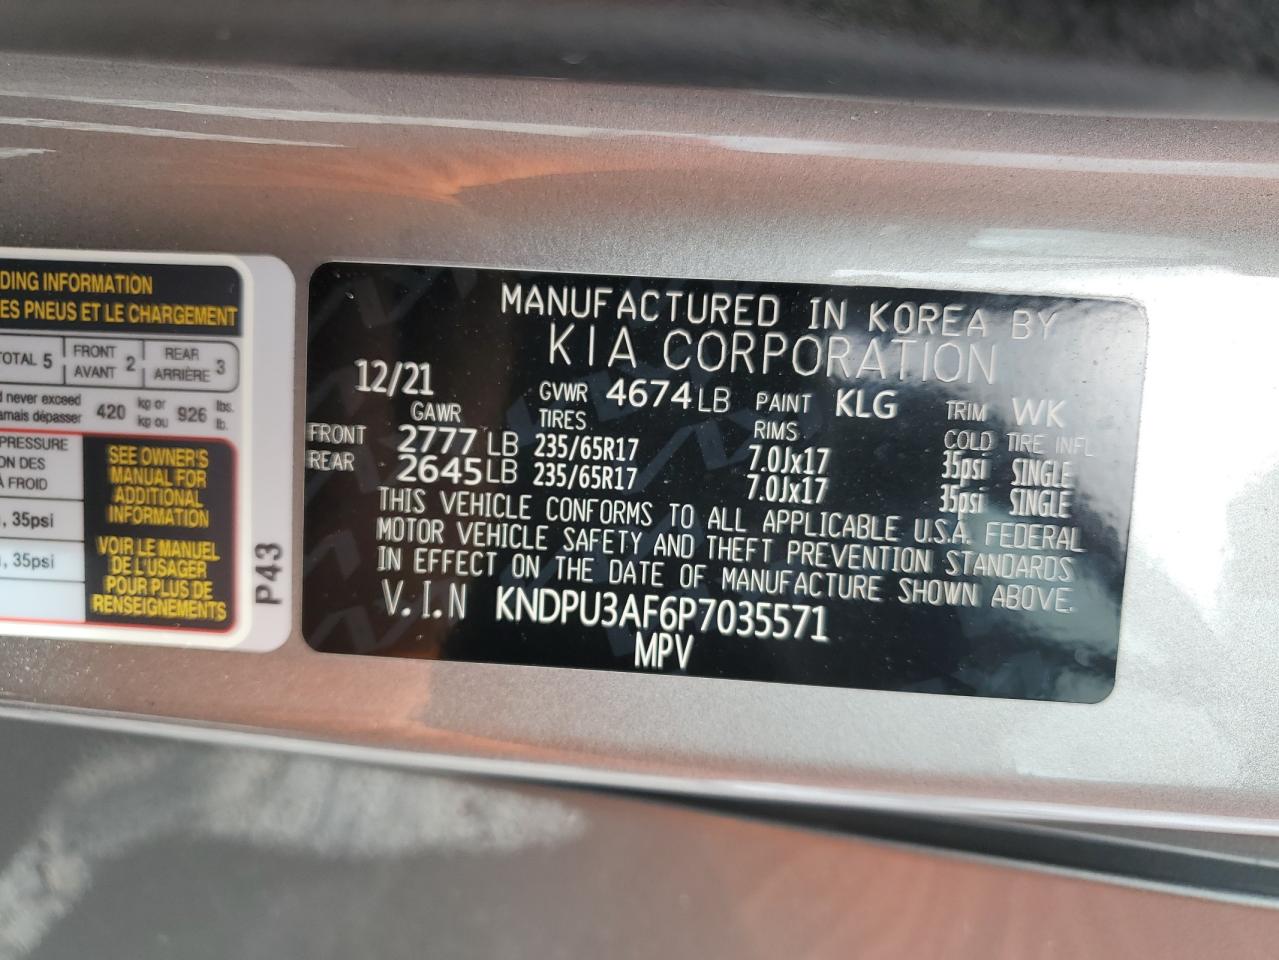 DING INFORMATION
ES PNEUS ET LE CHARGEMENT
TOTAL 5 FRONT AVANT 2 REAR ARRIÈRE 3
never exceed
jamais dépasser 420 kg or kg ou 926 lbs. lb.
PRESSURE
ON DES
À FROID
, 35psi
, 35psi
SEE OWNER'S
MANUAL FOR
ADDITIONAL
INFORMATION
VOIR LE MANUEL
DE L'USAGER
POUR PLUS DE
RENSEIGNEMENTS
P43
MANUFACTURED IN KOREA BY
KIA CORPORATION
12/21 GVWR 4674 LB PAINT KLG TRIM WK
GAWR TIRES RIMS COLD TIRE INFL
FRONT 2777 LB 235/65R17 7.0Jx17 35psi SINGLE
REAR 2645 LB 235/65R17 7.0Jx17 35psi SINGLE
THIS VEHICLE CONFORMS TO ALL APPLICABLE U.S.A. FEDERAL
MOTOR VEHICLE SAFETY AND THEFT PREVENTION STANDARDS
IN EFFECT ON THE DATE OF MANUFACTURE SHOWN ABOVE.
V.I.N KNDPU3AF6P7035571
MPV